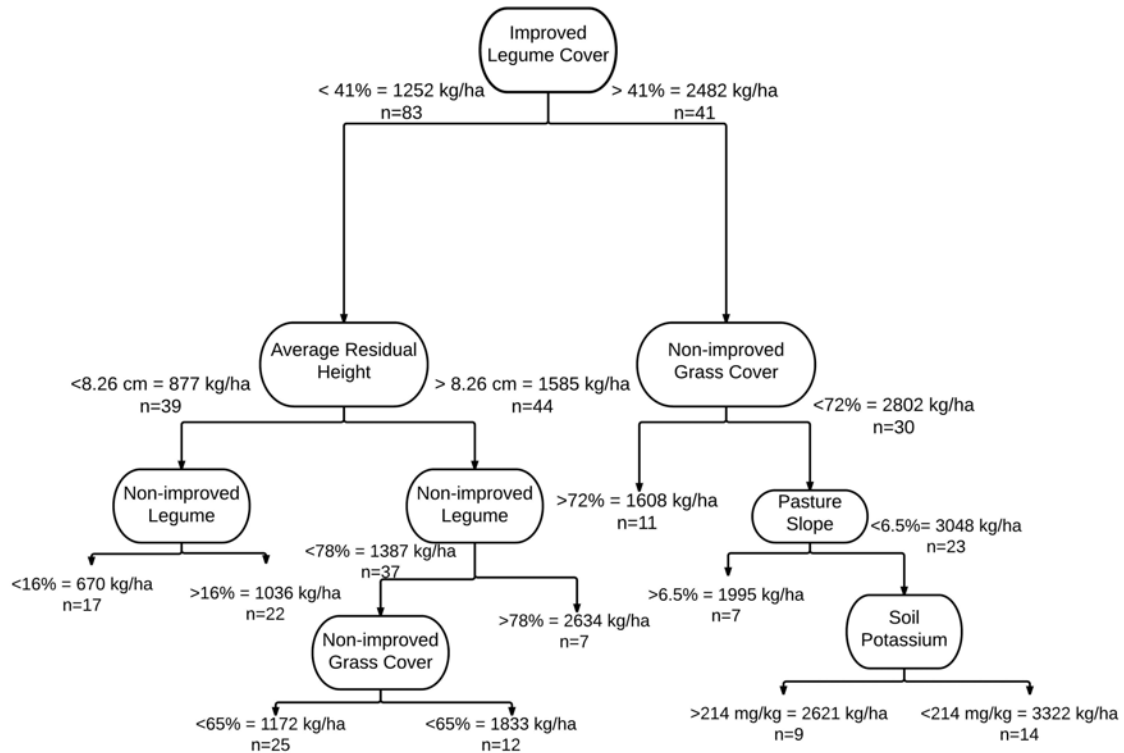 Improved
Legume Cover
< 41% = 1252 kg/ha
n=83
> 41% = 2482 kg/ha
n=41
Average Residual
Height
Non-improved
Grass Cover
<8.26 cm = 877 kg/ha
n=39
> 8.26 cm = 1585 kg/ha
n=44
<72% = 2802 kg/ha
n=30
Non-improved
Legume
Non-improved
Legume
>72% = 1608 kg/ha
n=11
Pasture
Slope
<6.5%= 3048 kg/ha
n=23
<16% = 670 kg/ha
n=17
>16% = 1036 kg/ha
n=22
<78% = 1387 kg/ha
n=37
>78% = 2634 kg/ha
n=7
>6.5% = 1995 kg/ha
n=7
Non-improved
Grass Cover
Soil
Potassium
<65% = 1172 kg/ha
n=25
<65% = 1833 kg/ha
n=12
>214 mg/kg = 2621 kg/ha
n=9
<214 mg/kg = 3322 kg/ha
n=14